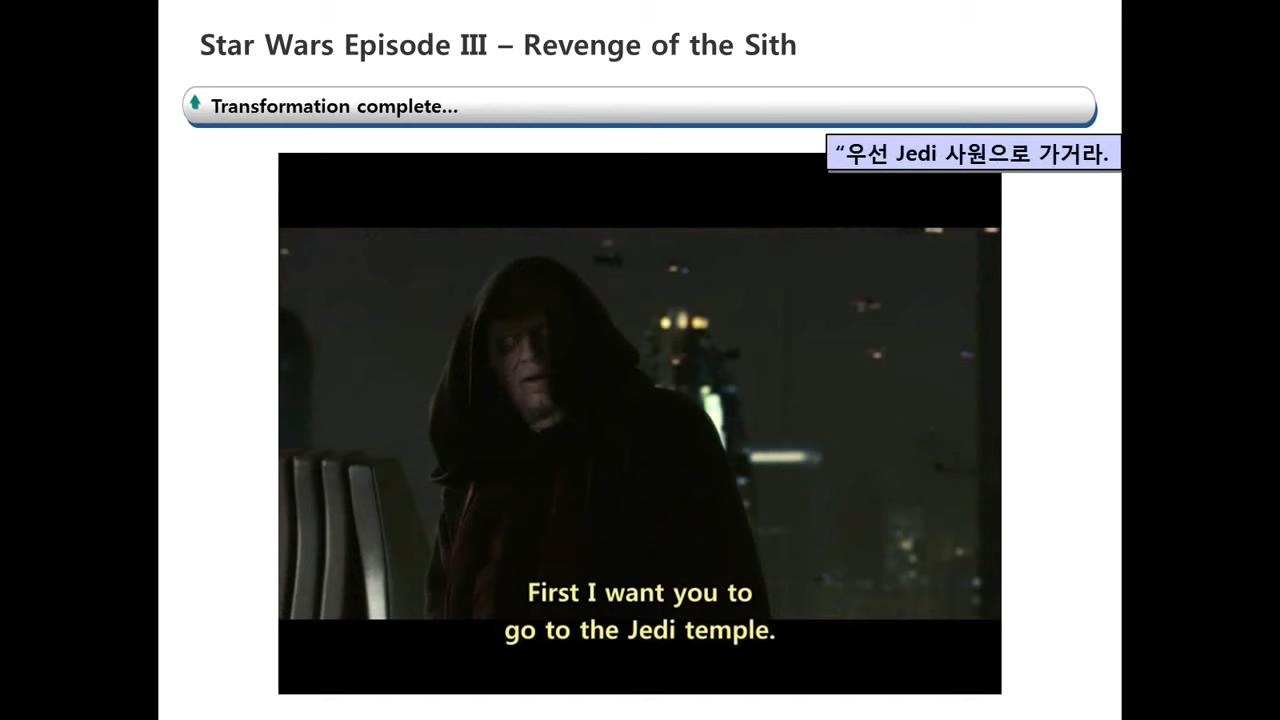 Star Wars Episode III – Revenge of the Sith
Transformation complete...
“우선 Jedi 사원으로 가거라.
First I want you to
go to the Jedi temple.